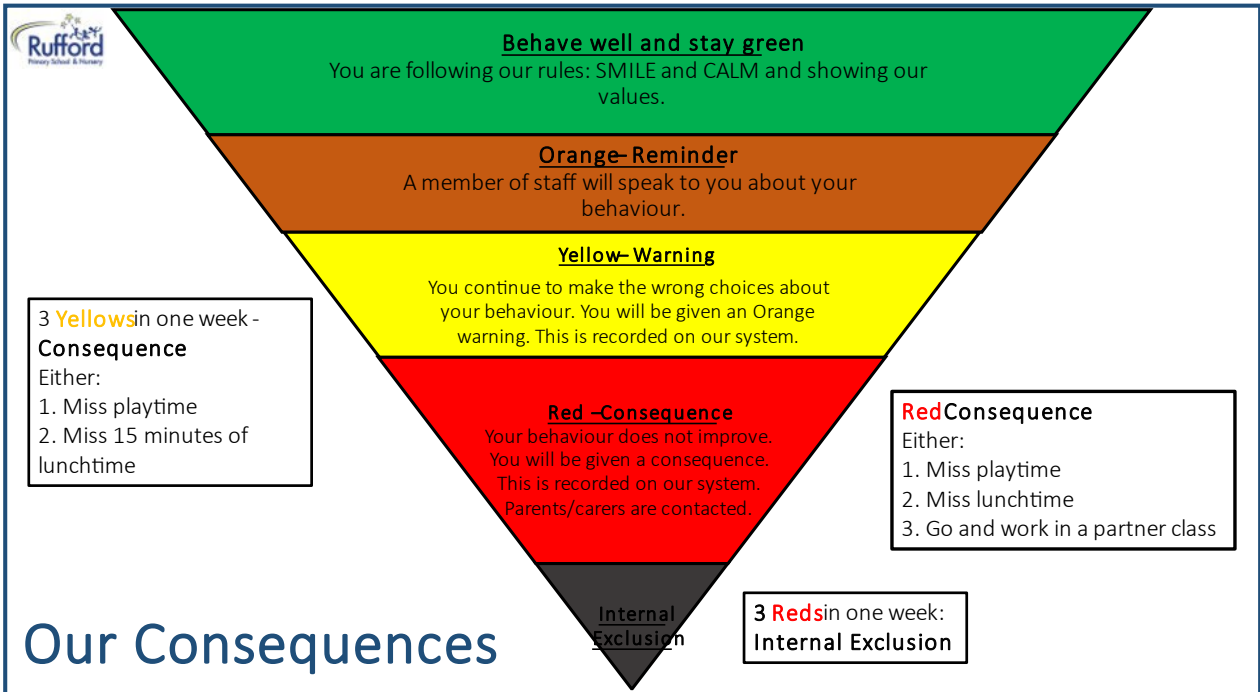 Rufford
Primary School & Nursery
Behave well and stay green
You are following our rules: SMILE and CALM and showing our
values.
Orange– Reminder
A member of staff will speak to you about your
behaviour.
Yellow– Warning
You continue to make the wrong choices about
your behaviour. You will be given an Orange
warning. This is recorded on our system.
3 Yellows in one week -
Consequence
Either:
1. Miss playtime
2. Miss 15 minutes of
lunchtime
Red –Consequence
Your behaviour does not improve.
You will be given a consequence.
This is recorded on our system.
Parents/carers are contacted.
Red Consequence
Either:
1. Miss playtime
2. Miss lunchtime
3. Go and work in a partner class
Internal
Exclusion
3 Reds in one week:
Internal Exclusion
Our Consequences